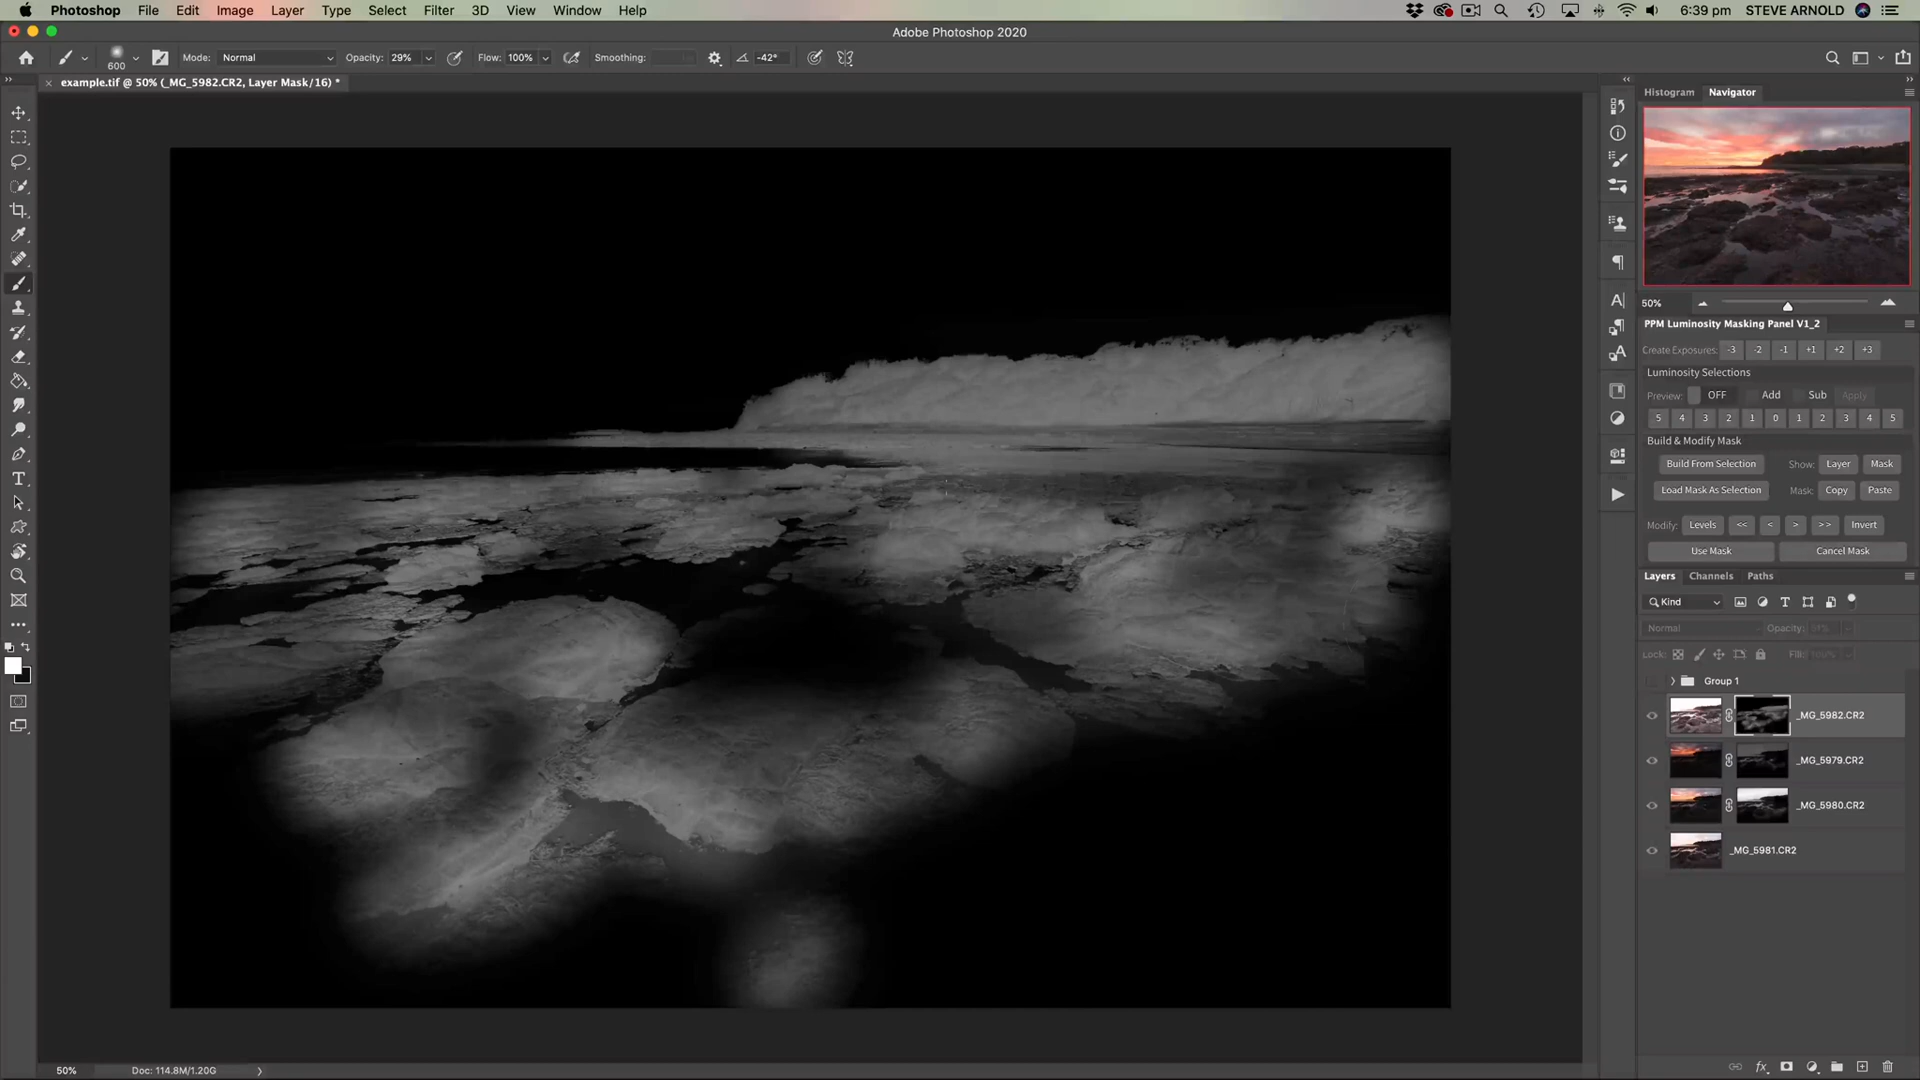 Photoshop File Edit Image Layer Type Select Filter 3D View Window Help 6:39 pm STEVE ARNOLD
Adobe Photoshop 2020
600 Mode: Normal Opacity: 29% Flow: 100% Smoothing: -42°
example.tif @ 50% (_MG_5982.CR2, Layer Mask/16) *
Histogram Navigator
50%
PPM Luminosity Masking Panel V1_2
Create Exposures: -3 -2 -1 +1 +2 +3
Luminosity Selections
Preview: OFF Add Sub Apply
5 4 3 2 1 0 1 2 3 4 5
Build & Modify Mask
Build From Selection Show: Layer Mask
Load Mask As Selection Mask: Copy Paste
Modify: Levels << < > >> Invert
Use Mask Cancel Mask
Layers Channels Paths
Kind
Normal Opacity:
Lock: Fill: 100%
Group 1
_MG_5982.CR2
_MG_5979.CR2
_MG_5980.CR2
_MG_5981.CR2
50% Doc: 114.8M/1.20G